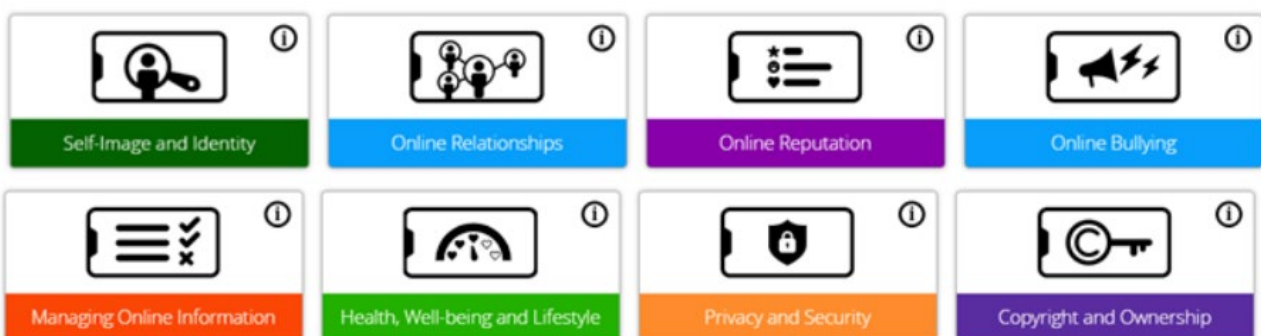 Self-Image and Identity
Online Relationships
Online Reputation
Online Bullying
Managing Online Information
Health, Well-being and Lifestyle
Privacy and Security
Copyright and Ownership